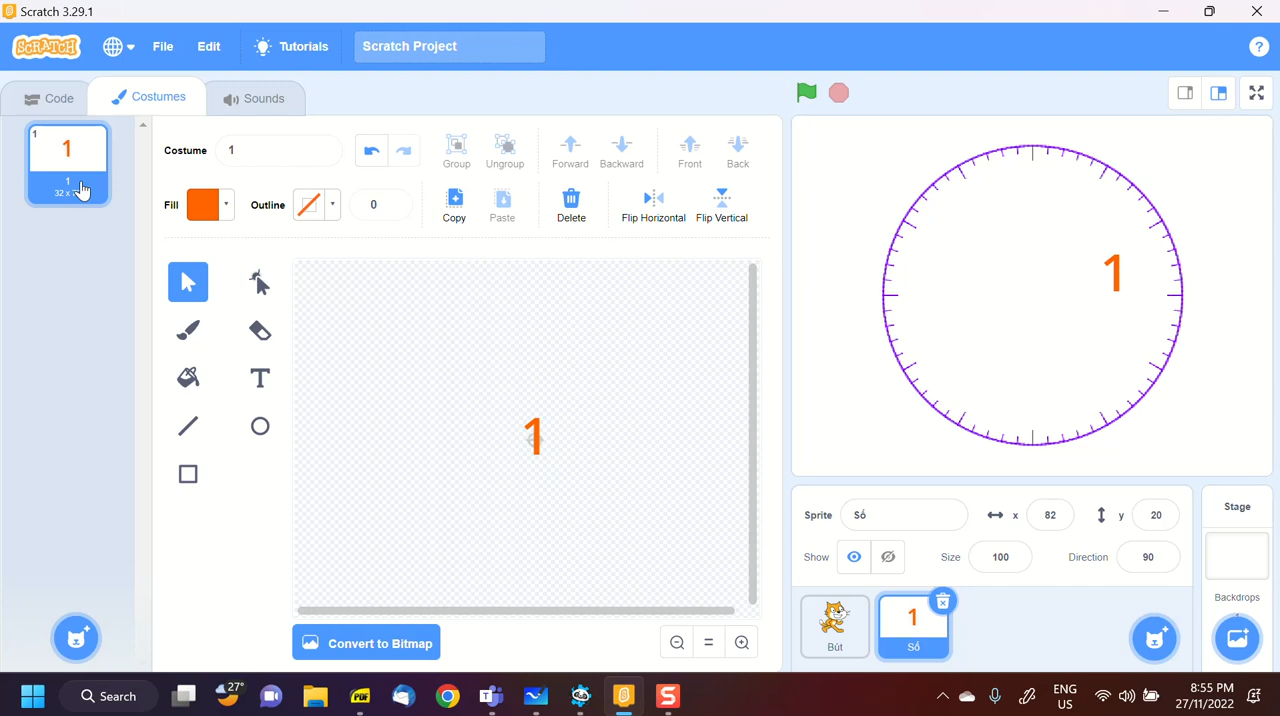 Scratch 3.29.1
SCRATCH
File
Edit
Tutorials
Scratch Project
?
Code
Costumes
Sounds
1
1
1
32 x
Costume
1
Group
Ungroup
Forward
Backward
Front
Back
Fill
Outline
0
Copy
Paste
Delete
Flip Horizontal
Flip Vertical
T
1
Convert to Bitmap
1
Sprite
Số
x
82
y
20
Show
Size
100
Direction
90
Bút
1
Số
Stage
Backdrops
27°
Search
PDF
S
ENG
US
8:55 PM
27/11/2022